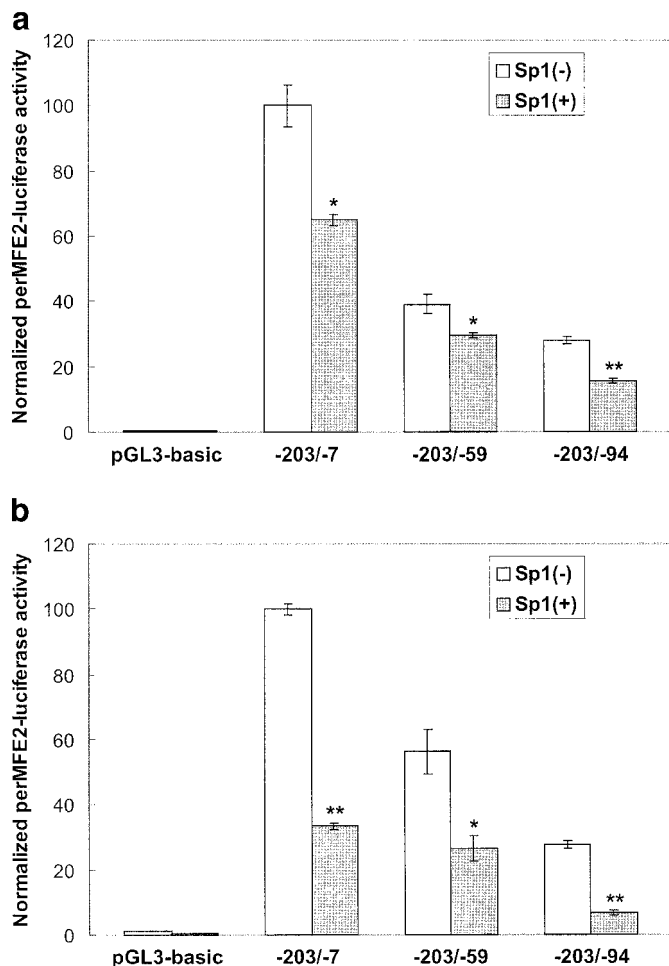 a
Normalized perMFE2-luciferase activity
120
100
80
60
40
20
0
Sp1(-)
Sp1(+)
*
*
**
pGL3-basic -203/-7 -203/-59 -203/-94
b
Normalized perMFE2-luciferase activity
120
100
80
60
40
20
0
Sp1(-)
Sp1(+)
**
*
**
pGL3-basic -203/-7 -203/-59 -203/-94